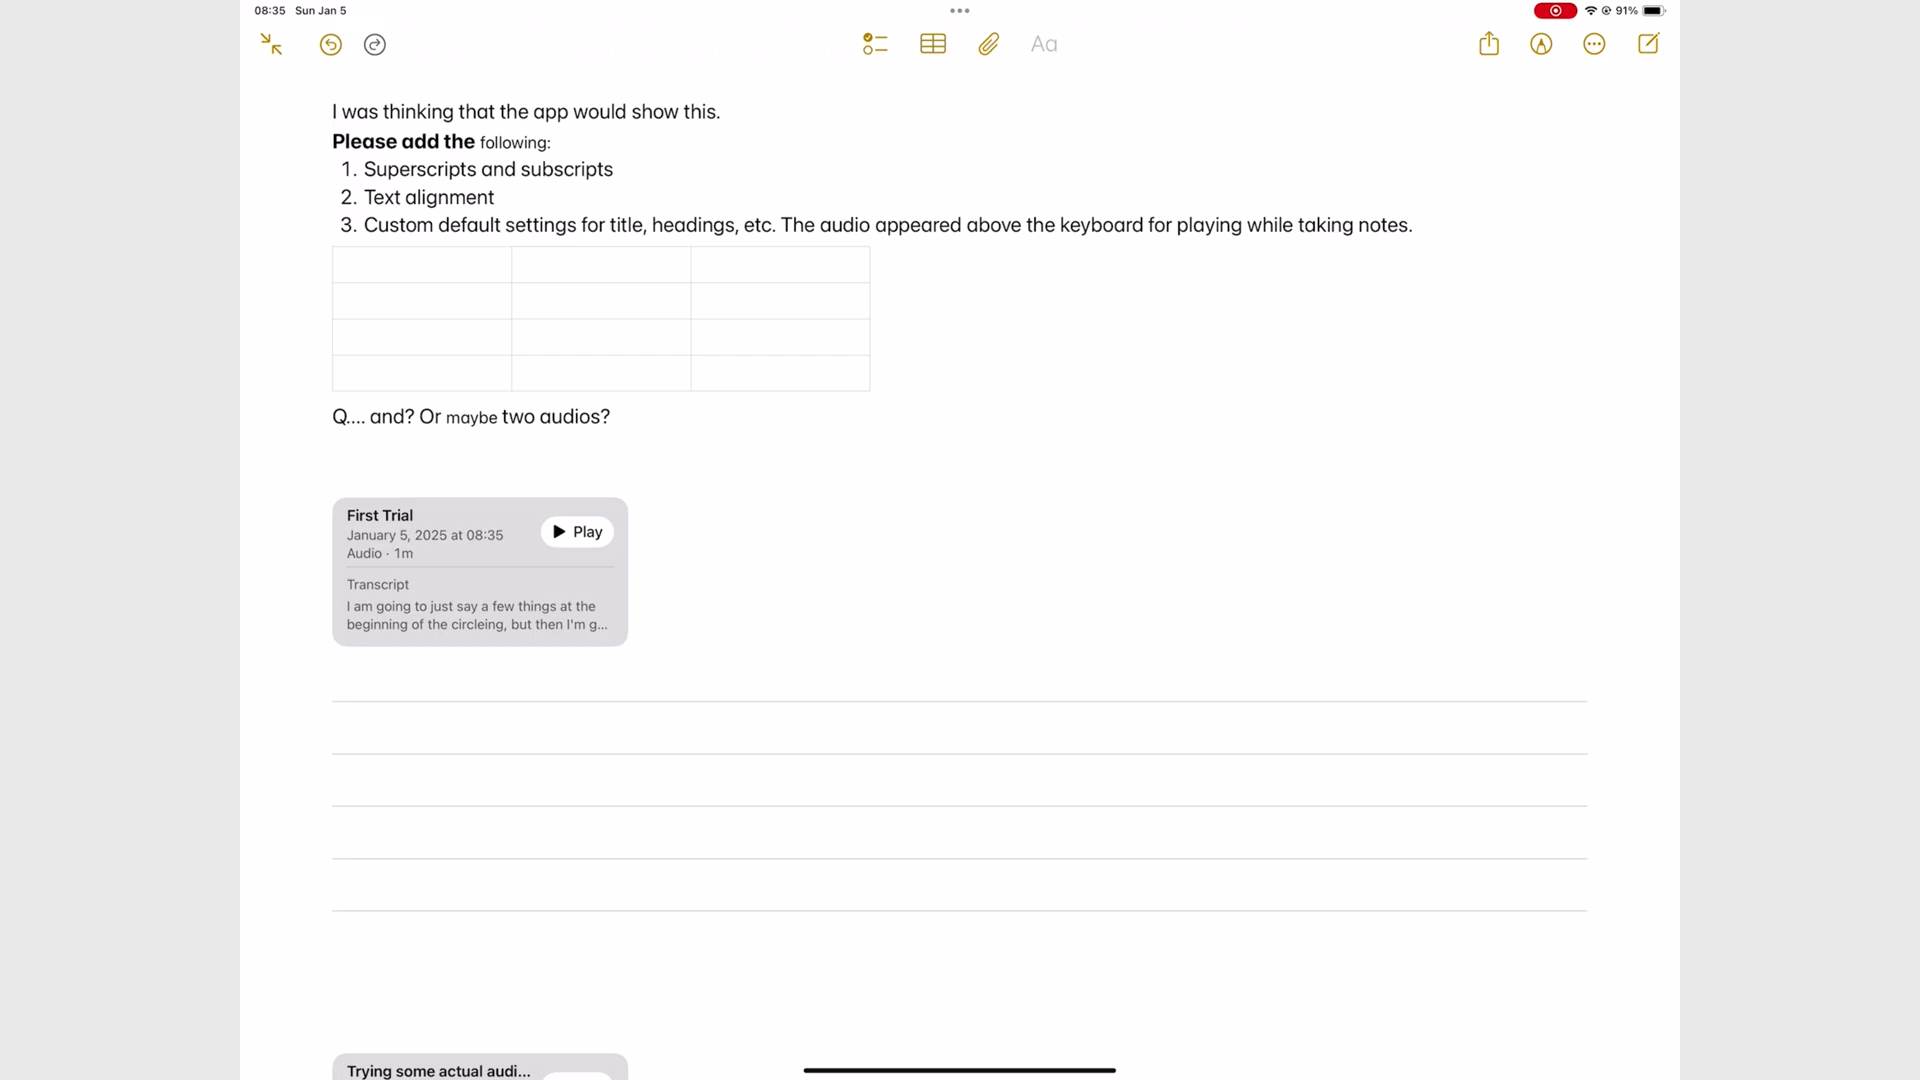 08:35 Sun Jan 5
91%
Aa
I was thinking that the app would show this.
Please add the following:
1. Superscripts and subscripts
2. Text alignment
3. Custom default settings for title, headings, etc. The audio appeared above the keyboard for playing while taking notes.
Q.... and? Or maybe two audios?
First Trial
January 5, 2025 at 08:35
Audio · 1m
Play
Transcript
I am going to just say a few things at the
beginning of the circleing, but then I'm g...
Trying some actual audi...